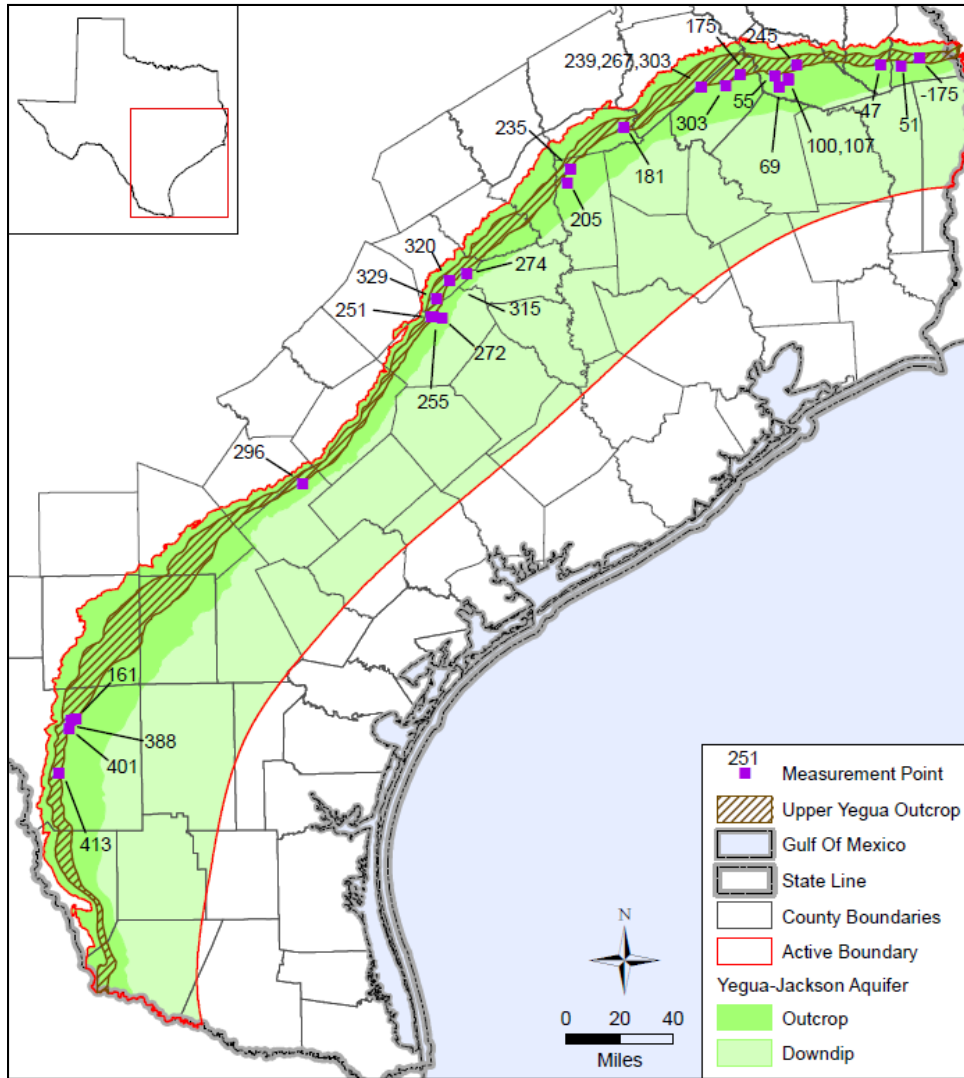 175
245
239,267,303
303
55
69
100,107
-47
51
-175
235
181
205
320
274
329
315
251
272
255
296
161
388
401
413
N
0 20 40
Miles
251
Measurement Point
Upper Yegua Outcrop
Gulf Of Mexico
State Line
County Boundaries
Active Boundary
Yegua-Jackson Aquifer
Outcrop
Downdip